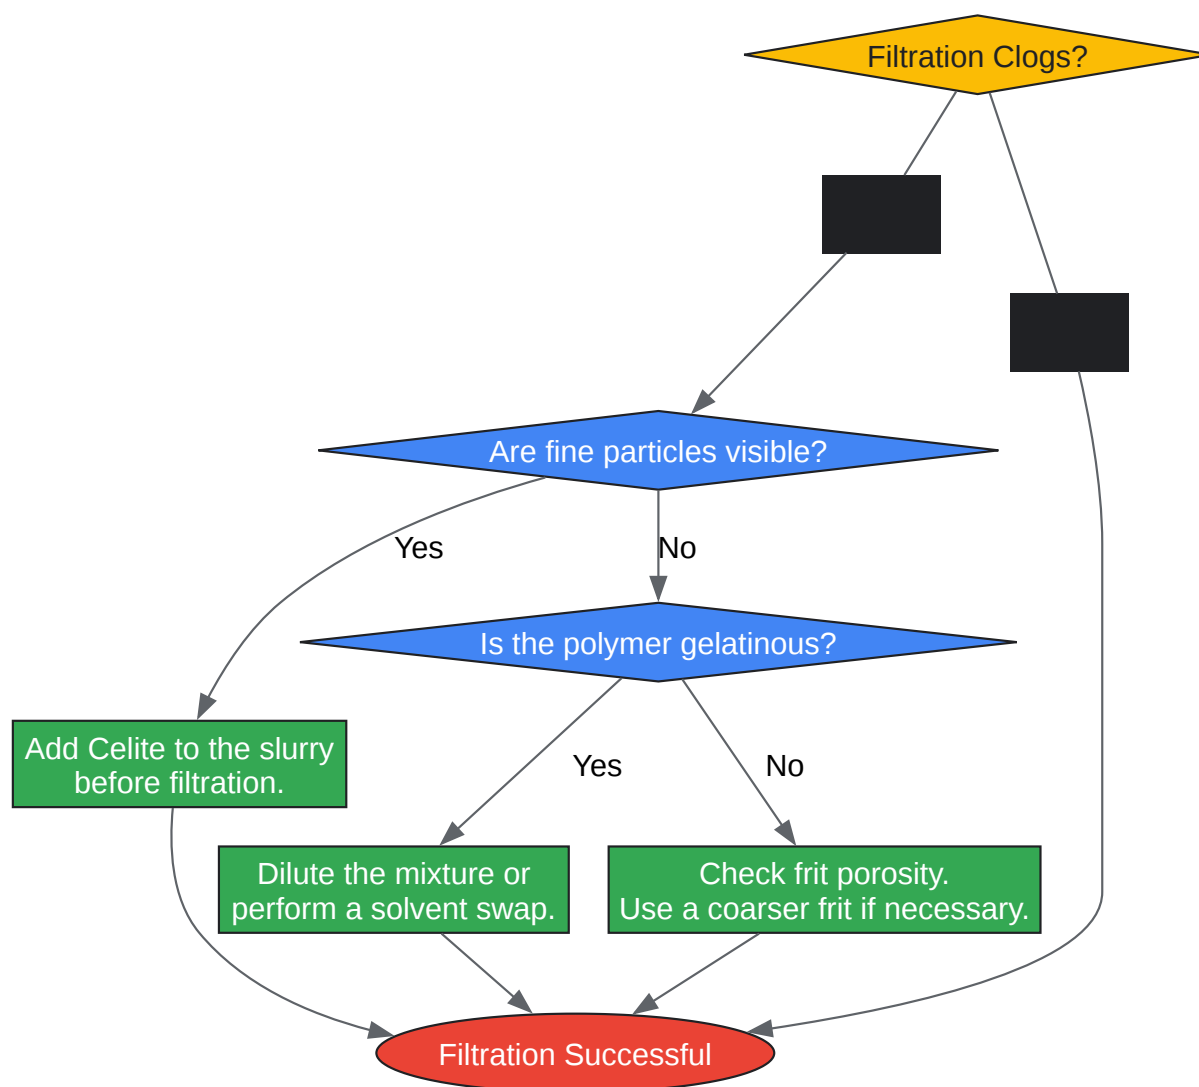 Filtration Clogs?
Are fine particles visible?
Yes
No
Is the polymer gelatinous?
Add Celite to the slurry
before filtration.
Yes
No
Dilute the mixture or
perform a solvent swap.
Check frit porosity.
Use a coarser frit if necessary.
Filtration Successful